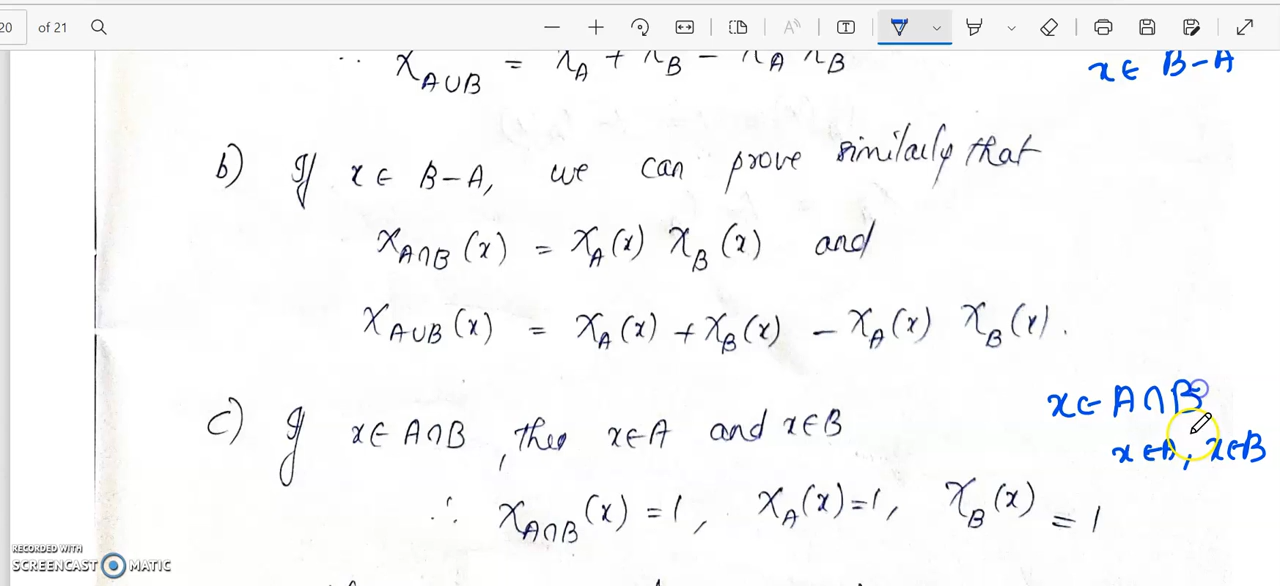 20 of 21
∴ χ_{A∪B} = χ_A + χ_B − χ_A χ_B
x ∈ B−A
b) If x ∈ B−A, we can prove similarly that
χ_{A∩B}(x) = χ_A(x) χ_B(x) and
χ_{A∪B}(x) = χ_A(x) + χ_B(x) − χ_A(x) χ_B(x).
x ∈ A∩B
c) If x ∈ A∩B, then x∈A and x∈B
x ∈ A, x∈B
∴ χ_{A∩B}(x) = 1, χ_A(x) = 1, χ_B(x) = 1
RECORDED WITH
SCREENCAST MATIC